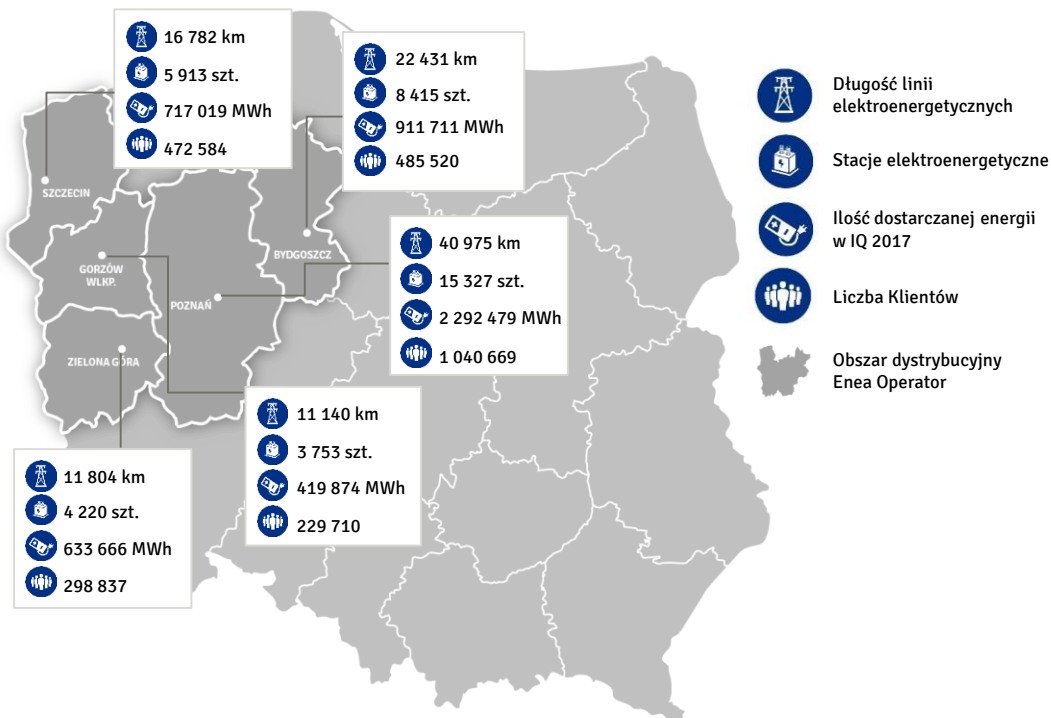 16 782 km
5 913 szt.
717 019 MWh
472 584
22 431 km
8 415 szt.
911 711 MWh
485 520
Długość linii
elektroenergetycznych
Stacje elektroenergetyczne
Ilość dostarczanej energii
w IQ 2017
Liczba Klientów
Obszar dystrybucyjny
Enea Operator
SZCZECIN
GORZÓW
WLKP.
POZNAŃ
BYDGOSZCZ
ZIELONA GÓRA
40 975 km
15 327 szt.
2 292 479 MWh
1 040 669
11 140 km
3 753 szt.
419 874 MWh
229 710
11 804 km
4 220 szt.
633 666 MWh
298 837